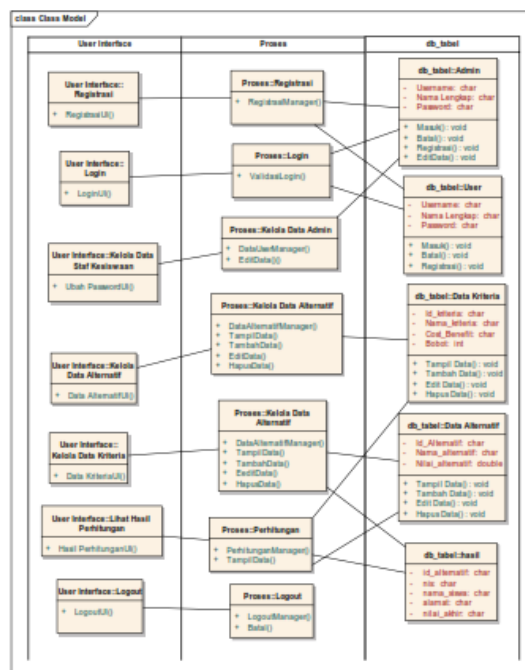 class Class Model
User Interface
Proses
db_tabel
User Interface::
Registrasi
+ RegistrasiUI()
User Interface::
Login
+ LoginUI()
User Interface::Kelola Data
Staf Kesiswaan
+ Ubah PasswordUI()
User Interface::Kelola
Data Alternatif
+ Data AlternatifUI()
User Interface::
Kelola Data Kriteria
+ Data KriteriaUI()
User Interface::Lihat Hasil
Perhitungan
+ Hasil PerhitunganUI()
User Interface::Logout
+ LogoutUI()
Proses::Registrasi
+ RegistrasiManager()
Proses::Login
+ ValidasiLogin()
Proses::Kelola Data Admin
+ DataUserManager()
+ EditData()
Proses::Kelola Data Alternatif
+ DataAlternatifManager()
+ TampilData()
+ TambahData()
+ EditData()
+ HapusData()
Proses::Kelola Data
Alternatif
+ DataAlternatifManager()
+ TampilData()
+ TambahData()
+ EeditData()
+ HapusData()
Proses::Perhitungan
+ PerhitunganManager()
+ TampilData()
Proses::Logout
+ LogoutManager()
+ Batal()
db_tabel::Admin
- Username: char
- Nama Lengkap: char
- Password: char
+ Masuk() : void
+ Batal() : void
+ Registrasi() : void
+ EditData() : void
db_tabel::User
- Username: char
- Nama Lengkap: char
- Password: char
+ Masuk() : void
+ Batal() : void
+ Registrasi() : void
db_tabel::Data Kriteria
- Id_kriteria: char
- Nama_kriteria: char
- Cost_Benefit: char
- Bobot: int
+ Tampil Data() : void
+ Tambah Data() : void
+ Edit Data() : void
+ Hapus Data() : void
db_tabel::Data Alternatif
- Id_Alternatif: char
- Nama_alternatif: char
- Nilai_alternatif: double
+ Tampil Data() : void
+ Tambah Data() : void
+ Edit Data() : void
+ Hapus Data() : void
db_tabel::hasil
- id_alternatif: char
- nis: char
- nama_siswa: char
- alamat: char
- nilai_akhir: char